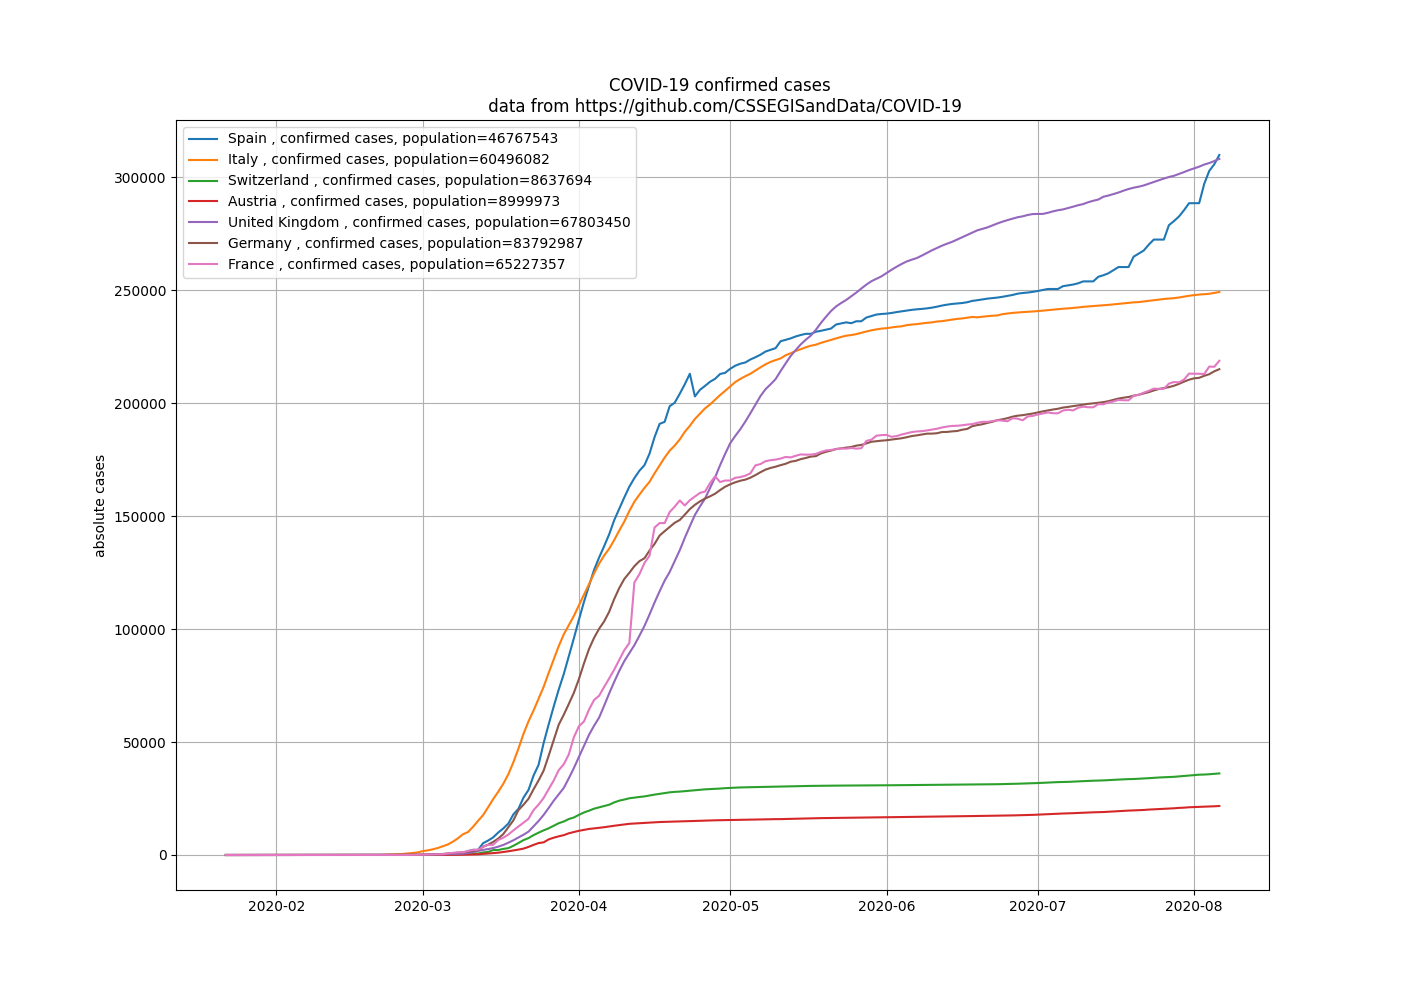 COVID-19 confirmed cases
data from https://github.com/CSSEGISandData/COVID-19
Spain , confirmed cases, population=46767543
Italy , confirmed cases, population=60496082
Switzerland , confirmed cases, population=8637694
Austria , confirmed cases, population=8999973
United Kingdom , confirmed cases, population=67803450
Germany , confirmed cases, population=83792987
France , confirmed cases, population=65227357
absolute cases
300000
250000
200000
150000
100000
50000
0
2020-02 2020-03 2020-04 2020-05 2020-06 2020-07 2020-08